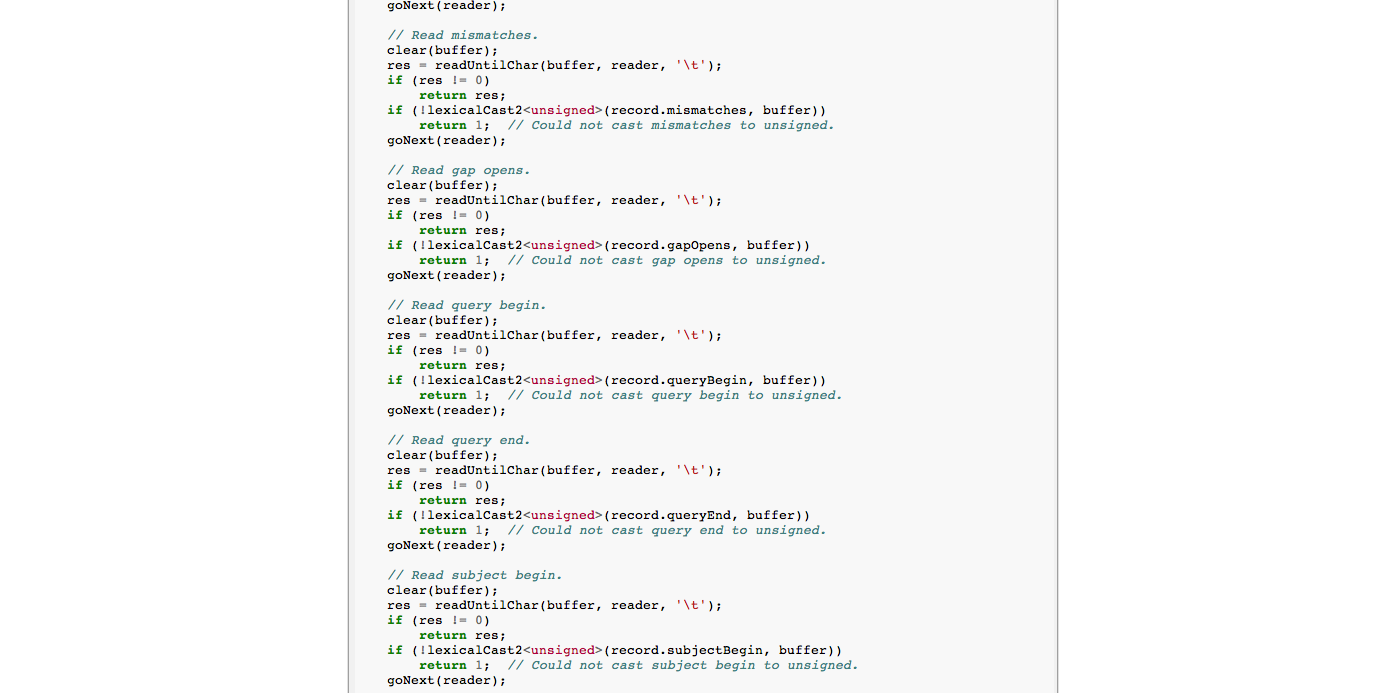 goNext(reader);
// Read mismatches.
clear(buffer);
res = readUntilChar(buffer, reader, '\t');
if (res != 0)
    return res;
if (!lexicalCast2<unsigned>(record.mismatches, buffer))
    return 1;  // Could not cast mismatches to unsigned.
goNext(reader);
// Read gap opens.
clear(buffer);
res = readUntilChar(buffer, reader, '\t');
if (res != 0)
    return res;
if (!lexicalCast2<unsigned>(record.gapOpens, buffer))
    return 1;  // Could not cast gap opens to unsigned.
goNext(reader);
// Read query begin.
clear(buffer);
res = readUntilChar(buffer, reader, '\t');
if (res != 0)
    return res;
if (!lexicalCast2<unsigned>(record.queryBegin, buffer))
    return 1;  // Could not cast query begin to unsigned.
goNext(reader);
// Read query end.
clear(buffer);
res = readUntilChar(buffer, reader, '\t');
if (res != 0)
    return res;
if (!lexicalCast2<unsigned>(record.queryEnd, buffer))
    return 1;  // Could not cast query end to unsigned.
goNext(reader);
// Read subject begin.
clear(buffer);
res = readUntilChar(buffer, reader, '\t');
if (res != 0)
    return res;
if (!lexicalCast2<unsigned>(record.subjectBegin, buffer))
    return 1;  // Could not cast subject begin to unsigned.
goNext(reader);